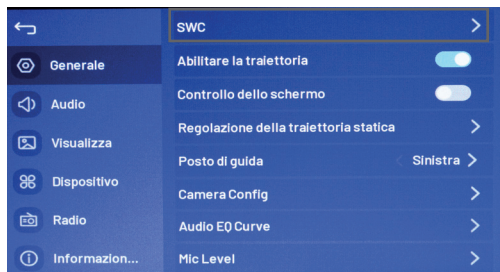 SWC
Generale
Abilitare la traiettoria
Controllo dello schermo
Audio
Regolazione della traiettoria statica
Visualizza
Posto di guida
Sinistra
Dispositivo
Camera Config
Radio
Audio EQ Curve
Informazion...
Mic Level